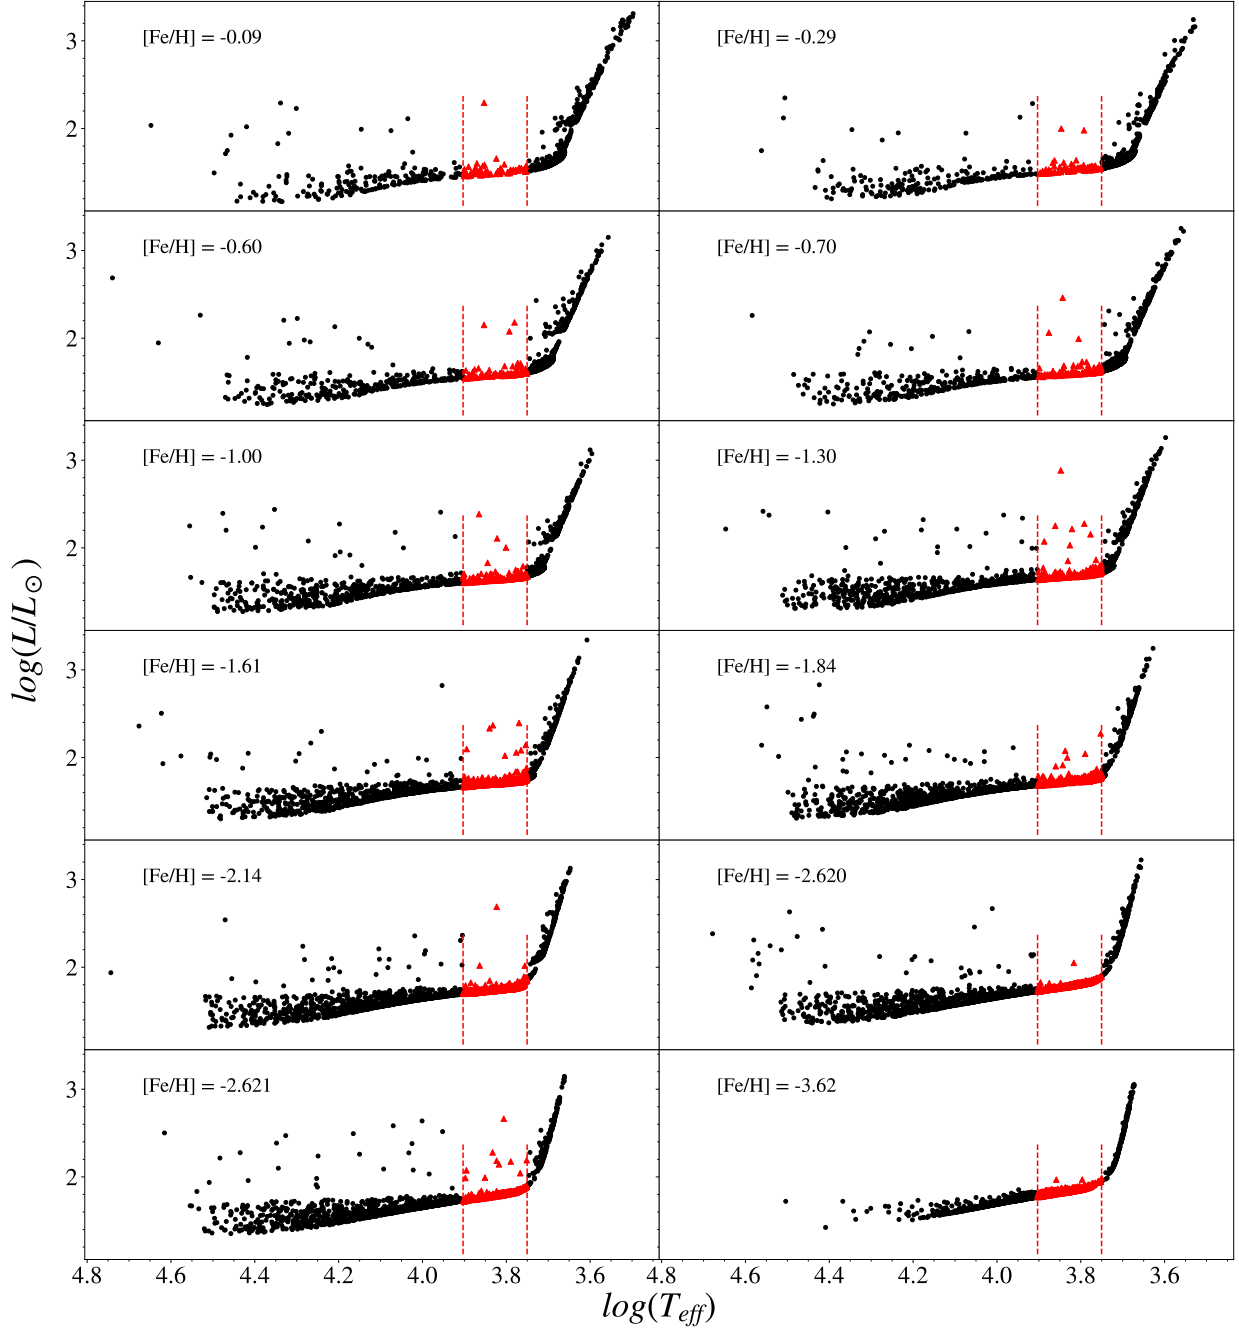 [Fe/H] = -0.09
[Fe/H] = -0.29
3
2
[Fe/H] = -0.60
[Fe/H] = -0.70
3
2
[Fe/H] = -1.00
[Fe/H] = -1.30
3
2
log(L/L☉)
[Fe/H] = -1.61
[Fe/H] = -1.84
3
2
[Fe/H] = -2.14
[Fe/H] = -2.620
3
2
[Fe/H] = -2.621
[Fe/H] = -3.62
3
2
4.8 4.6 4.4 4.2 4.0 3.8 3.6 4.8 4.6 4.4 4.2 4.0 3.8 3.6
log(T_eff)